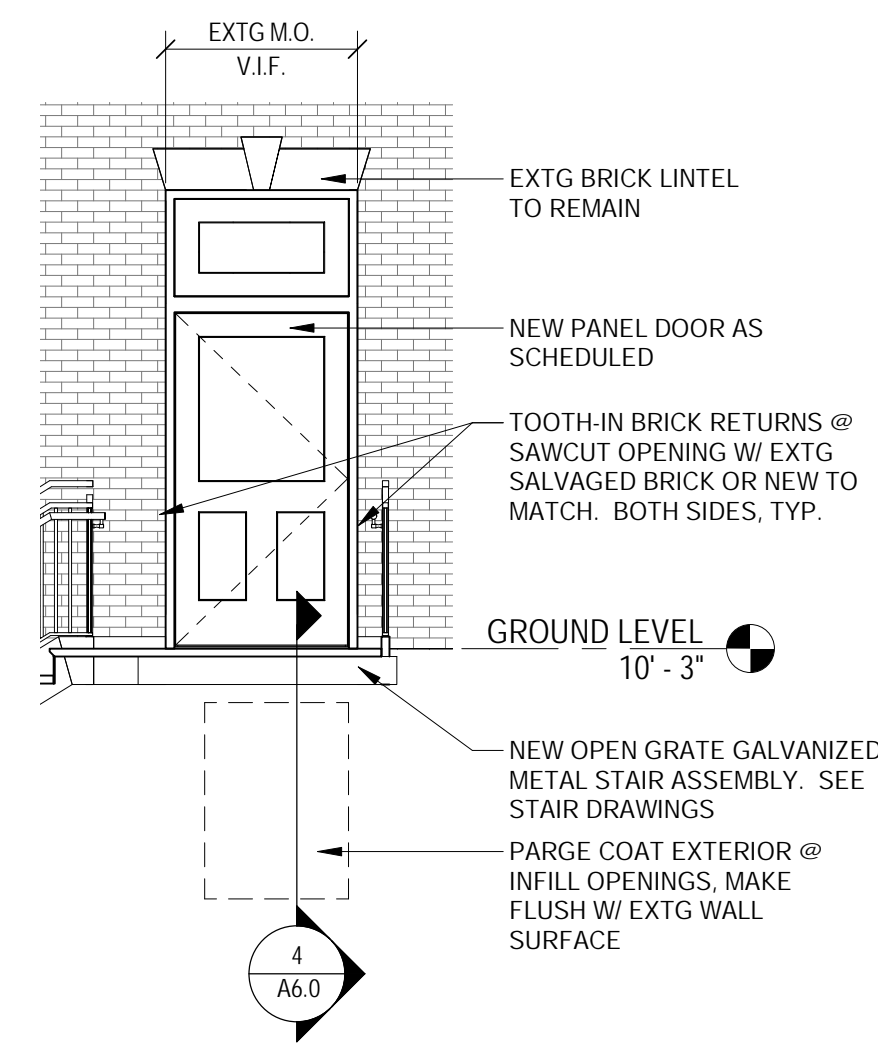 EXTG M.O.
V.I.F.
EXTG BRICK LINTEL
TO REMAIN
NEW PANEL DOOR AS
SCHEDULED
TOOTH-IN BRICK RETURNS @
SAWCUT OPENING W/ EXTG
SALVAGED BRICK OR NEW TO
MATCH.  BOTH SIDES, TYP.
GROUND LEVEL
10' - 3"
NEW OPEN GRATE GALVANIZED
METAL STAIR ASSEMBLY.  SEE
STAIR DRAWINGS
PARGE COAT EXTERIOR @
INFILL OPENINGS, MAKE
FLUSH W/ EXTG WALL
SURFACE
4
A6.0